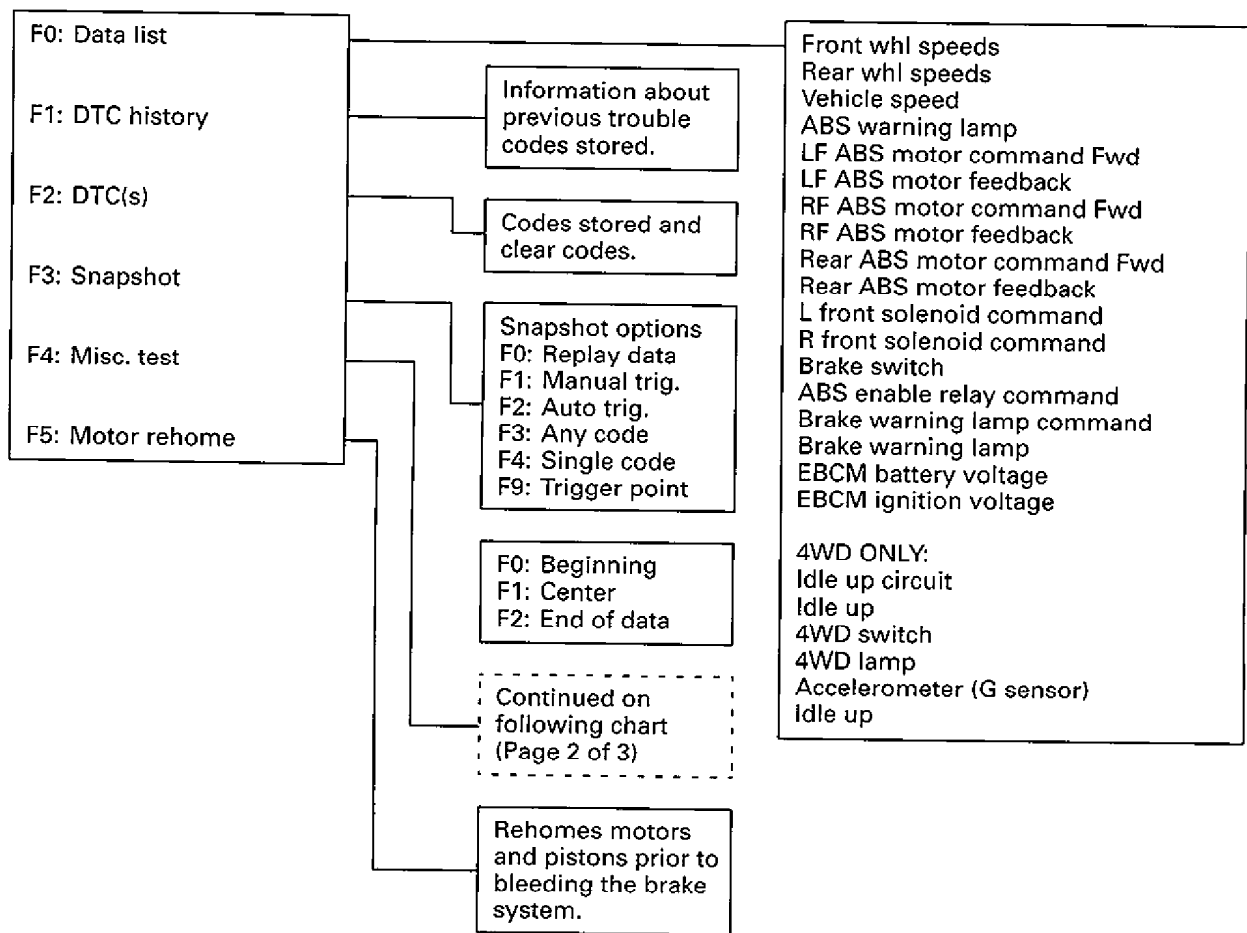 F0: Data list
F1: DTC history
F2: DTC(s)
F3: Snapshot
F4: Misc. test
F5: Motor rehome
Information about
previous trouble
codes stored.
Codes stored and
clear codes.
Snapshot options
F0: Replay data
F1: Manual trig.
F2: Auto trig.
F3: Any code
F4: Single code
F9: Trigger point
F0: Beginning
F1: Center
F2: End of data
Continued on
following chart
(Page 2 of 3)
Rehomes motors
and pistons prior to
bleeding the brake
system.
Front whl speeds
Rear whl speeds
Vehicle speed
ABS warning lamp
LF ABS motor command Fwd
LF ABS motor feedback
RF ABS motor command Fwd
RF ABS motor feedback
Rear ABS motor command Fwd
Rear ABS motor feedback
L front solenoid command
R front solenoid command
Brake switch
ABS enable relay command
Brake warning lamp command
Brake warning lamp
EBCM battery voltage
EBCM ignition voltage
4WD ONLY:
Idle up circuit
Idle up
4WD switch
4WD lamp
Accelerometer (G sensor)
Idle up